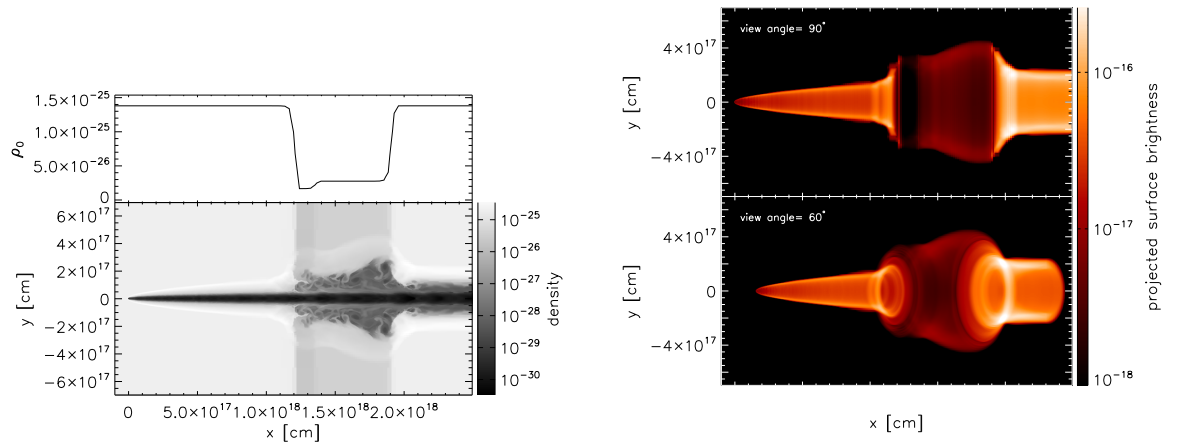 1.5×10⁻²⁵
1.0×10⁻²⁵
5.0×10⁻²⁶
0
ρ₀
6×10¹⁷
4×10¹⁷
2×10¹⁷
0
−2×10¹⁷
−4×10¹⁷
−6×10¹⁷
y [cm]
0 5.0×10¹⁷ 1.0×10¹⁸ 1.5×10¹⁸ 2.0×10¹⁸
x [cm]
10⁻²⁵
10⁻²⁶
10⁻²⁷
10⁻²⁸
10⁻²⁹
10⁻³⁰
density
view angle= 90°
4×10¹⁷
0
−4×10¹⁷
y [cm]
view angle= 60°
4×10¹⁷
0
−4×10¹⁷
y [cm]
x [cm]
10⁻¹⁶
10⁻¹⁷
10⁻¹⁸
projected surface brightness